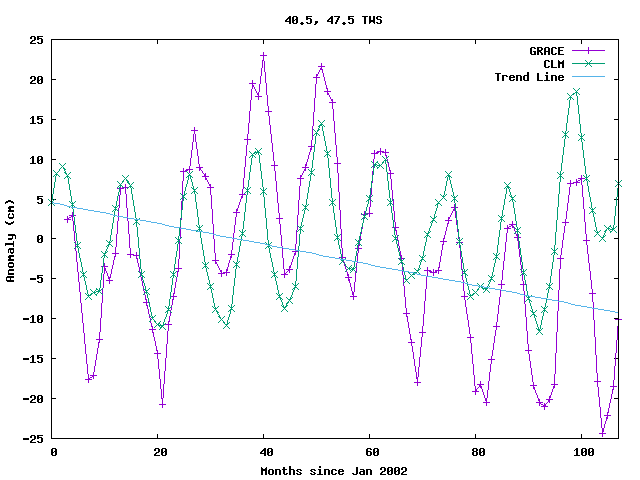 40.5, 47.5 TWS
GRACE
CLM
Trend Line
25
20
15
10
5
0
-5
-10
-15
-20
-25
Anomaly (cm)
0 20 40 60 80 100
Months since Jan 2002